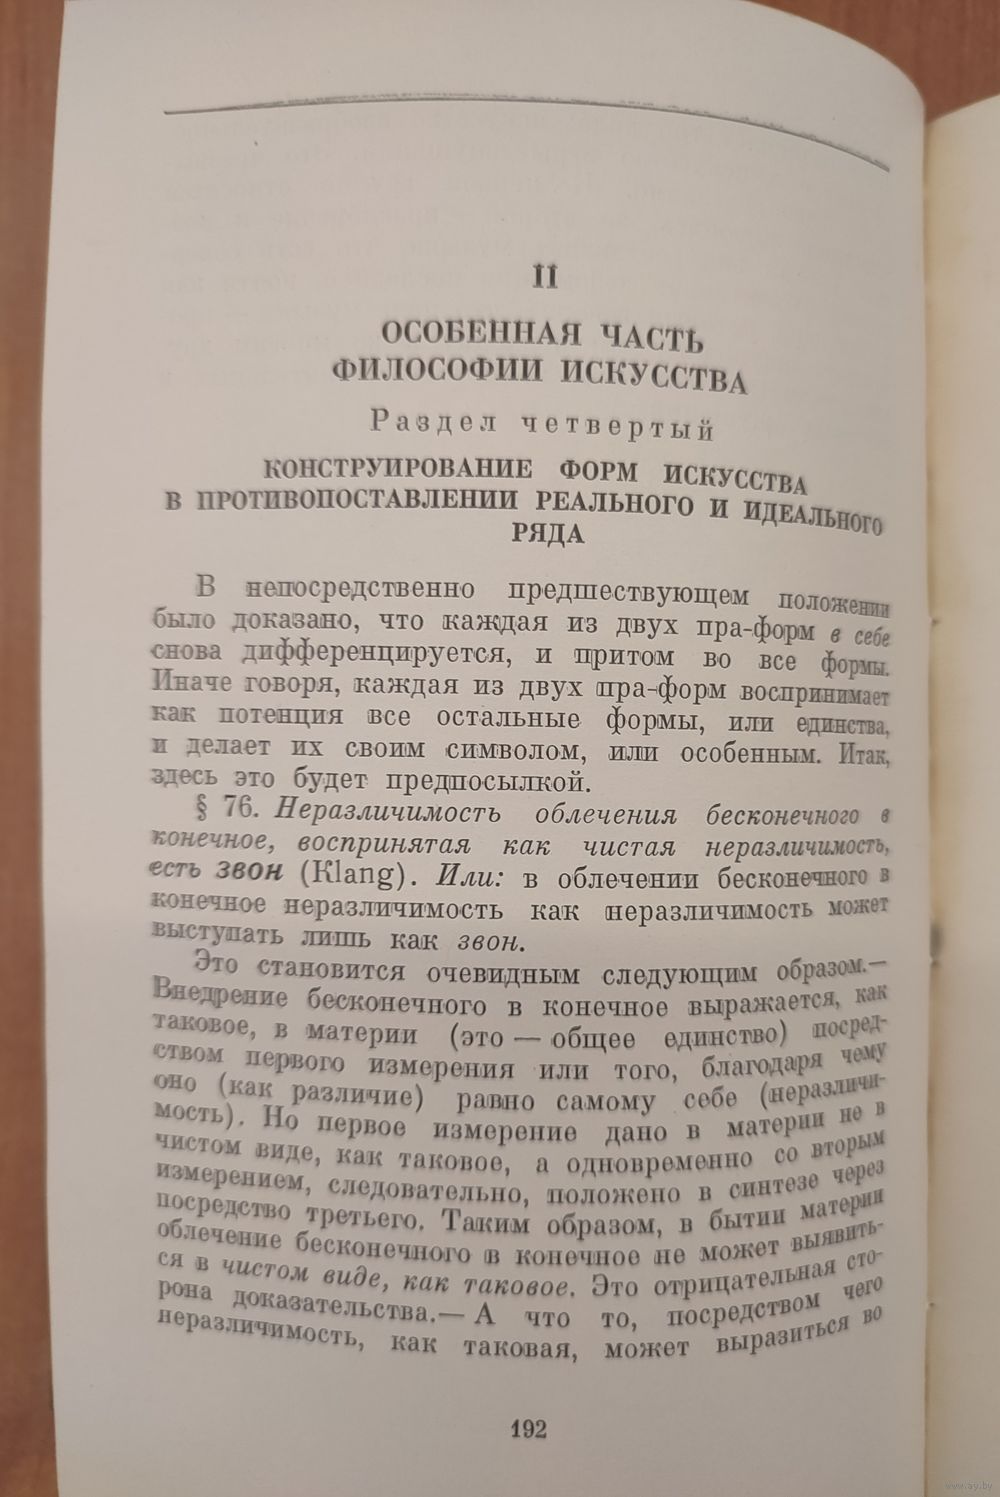 II
ОСОБЕННАЯ ЧАСТЬ
ФИЛОСОФИИ ИСКУССТВА
Раздел четвертый
КОНСТРУИРОВАНИЕ ФОРМ ИСКУССТВА
В ПРОТИВОПОСТАВЛЕНИИ РЕАЛЬНОГО И ИДЕАЛЬНОГО
РЯДА
В непосредственно предшествующем положении
было доказано, что каждая из двух пра-форм в себе
снова дифференцируется, и притом во все формы.
Иначе говоря, каждая из двух пра-форм воспринимает
как потенция все остальные формы, или единства,
и делает их своим символом, или особенным. Итак,
здесь это будет предпосылкой.
§ 76. Неразличимость облечения бесконечного в
конечное, воспринятая как чистая неразличимость,
есть звон (Klang). Или: в облечении бесконечного в
конечное неразличимость как неразличимость может
выступать лишь как звон.
Это становится очевидным следующим образом.—
Внедрение бесконечного в конечное выражается, как
таковое, в материи (это — общее единство) посред-
ством первого измерения или того, благодаря чему
оно (как различие) равно самому себе (неразличи-
мость). Но первое измерение дано в материи не в
чистом виде, как таковое, а одновременно со вторым
измерением, следовательно, положено в синтезе через
посредство третьего. Таким образом, в бытии материи
облечение бесконечного в конечное не может выявить-
ся в чистом виде, как таковое. Это отрицательная сто-
рона доказательства.— А что то, посредством чего
неразличимость, как таковая, может выразиться во
192
www.ay.by